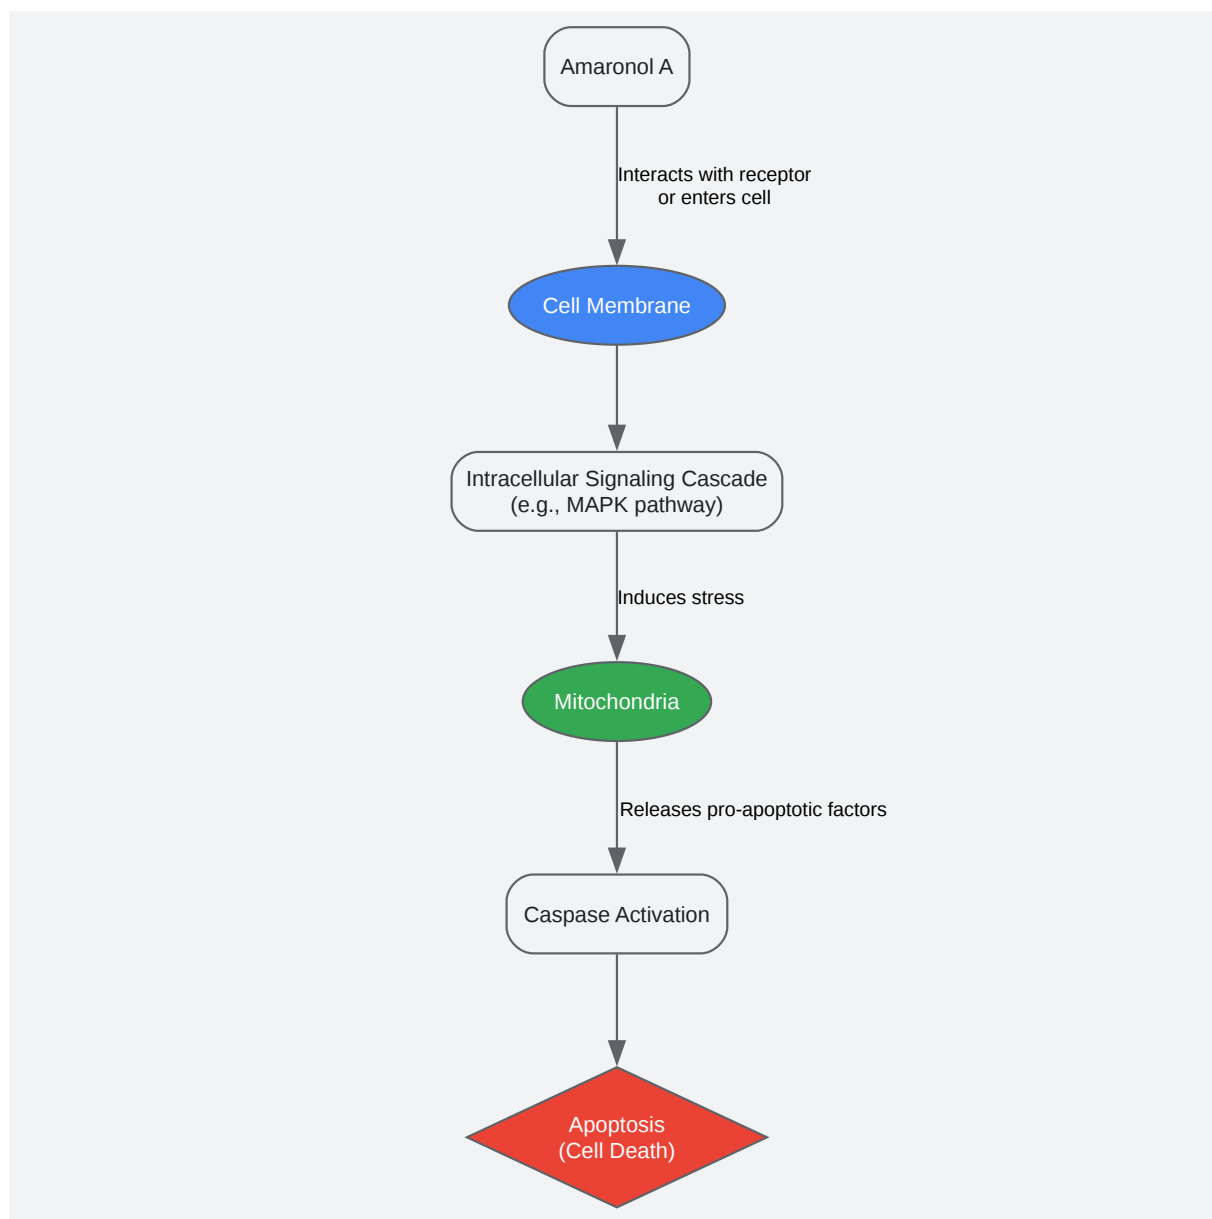 Amaronol A
Interacts with receptor
or enters cell
Cell Membrane
Intracellular Signaling Cascade
(e.g., MAPK pathway)
Induces stress
Mitochondria
Releases pro-apoptotic factors
Caspase Activation
Apoptosis
(Cell Death)